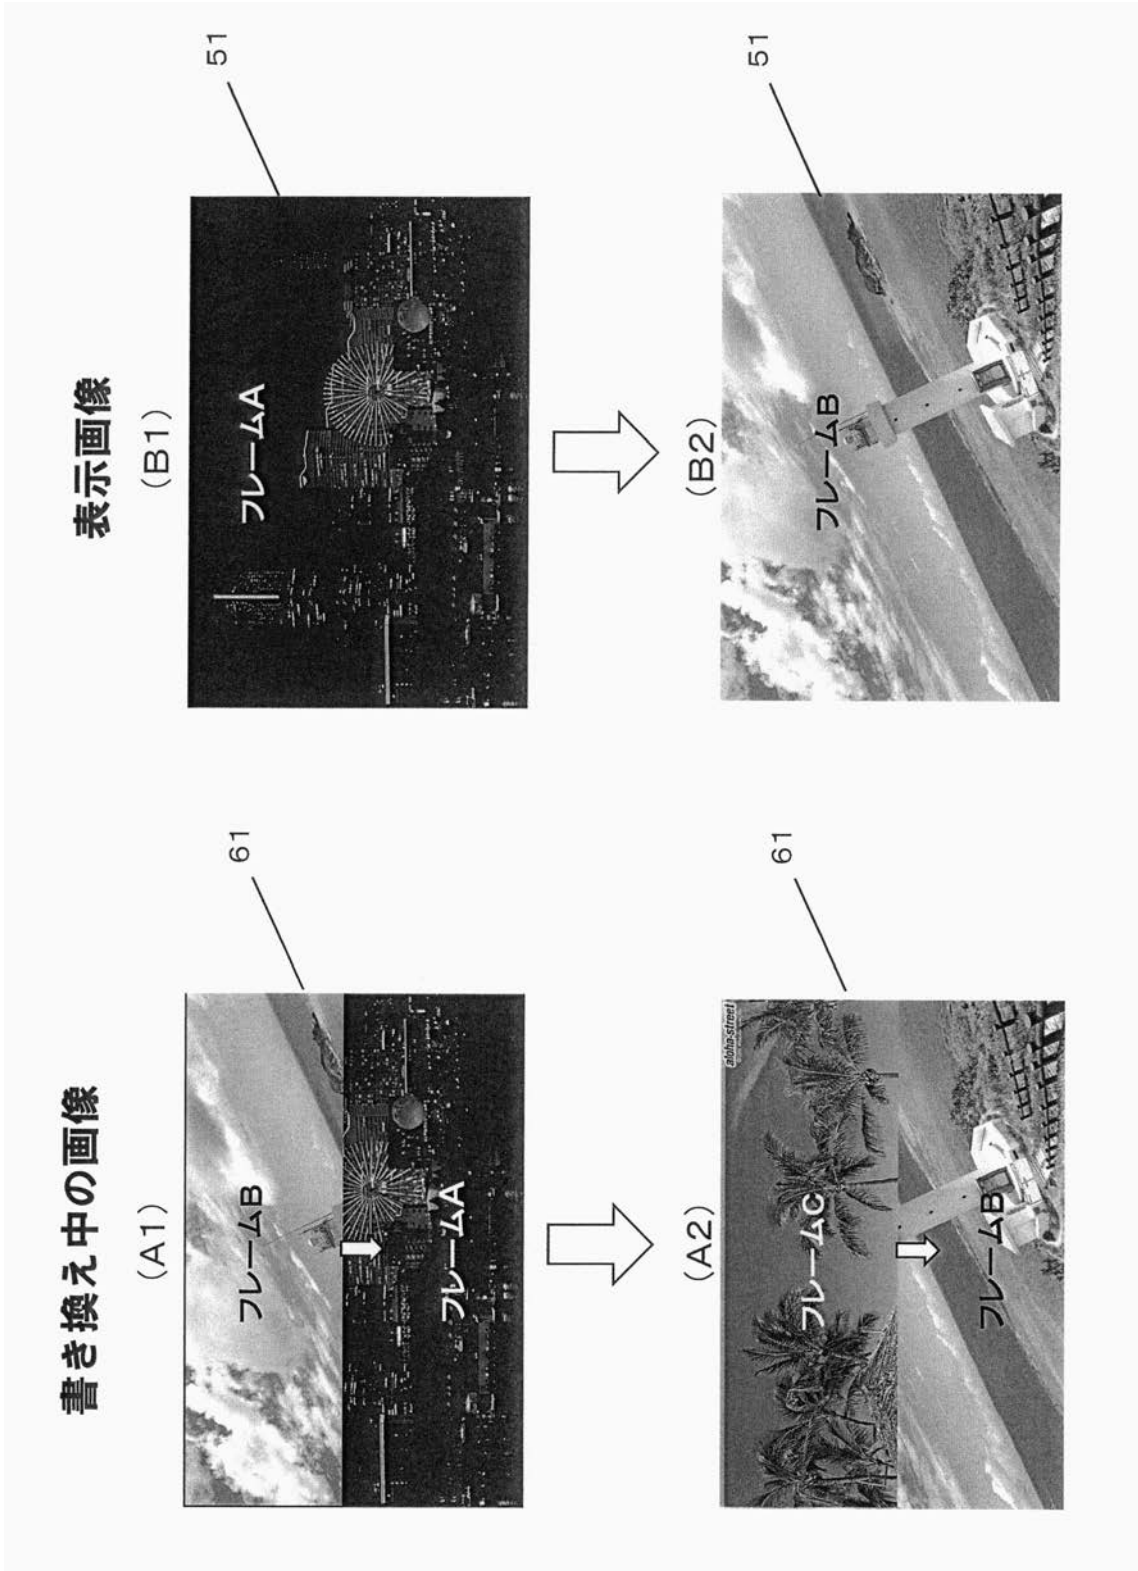 書き換え中の画像
表示画像
(A1)
(B1)
61
51
フレームB
フレームA
フレームA
(A2)
(B2)
61
51
aloha-street
フレームC
フレームB
フレームB